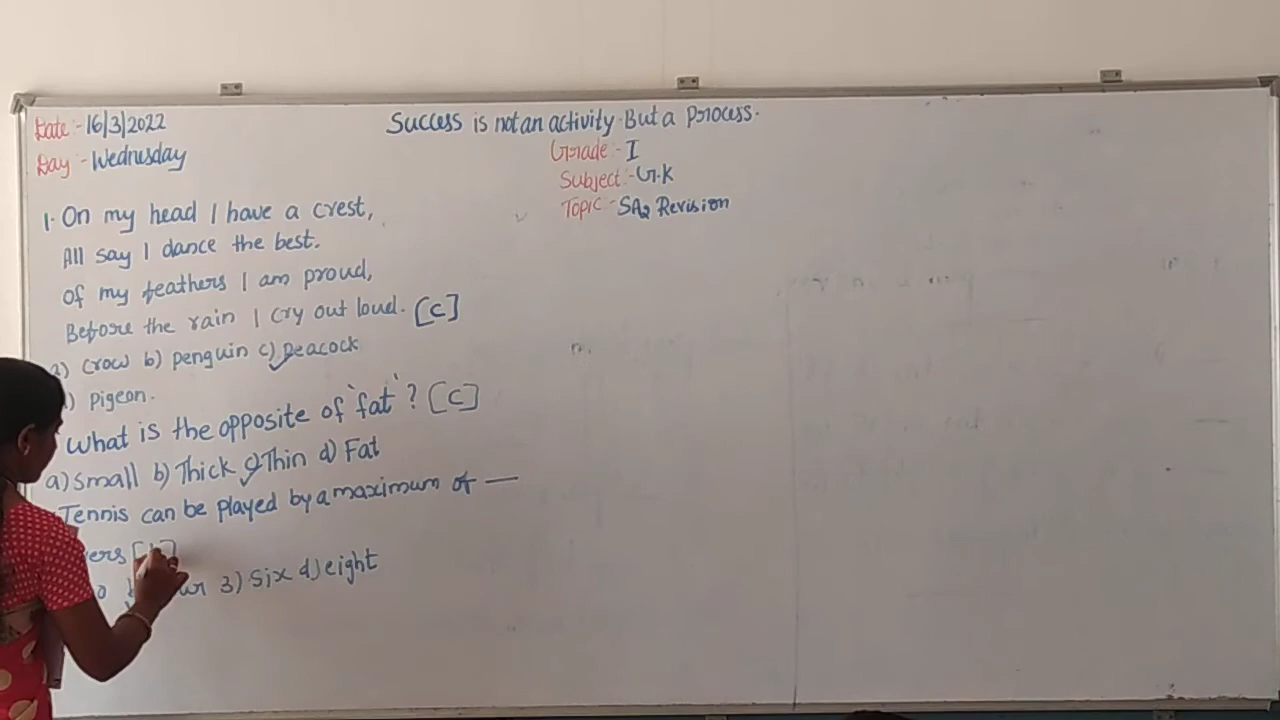 Date:- 16/3/2022
Success is not an activity But a process.
Day:- Wednesday
Grade:- I
Subject:- G.K
Topic:- SA2 Revision
1. On my head I have a crest,
All say I dance the best.
Of my feathers I am proud,
Before the rain I cry out loud. [C]
a) Crow b) penguin c) peacock
) pigeon.
What is the opposite of 'fat'? [C]
a) Small b) Thick c) Thin d) Fat
Tennis can be played by a maximum of —
yers [
3) Six d) eight